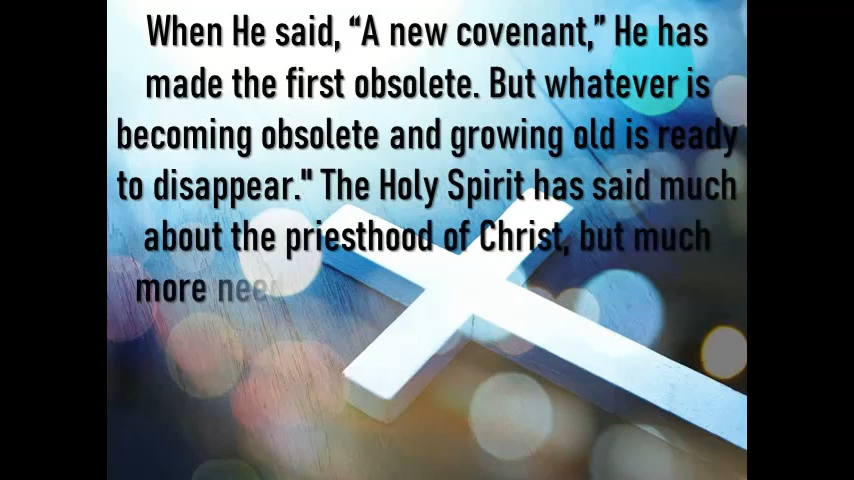 When He said, “A new covenant,” He has
made the first obsolete. But whatever is
becoming obsolete and growing old is ready
to disappear." The Holy Spirit has said much
about the priesthood of Christ, but much
more